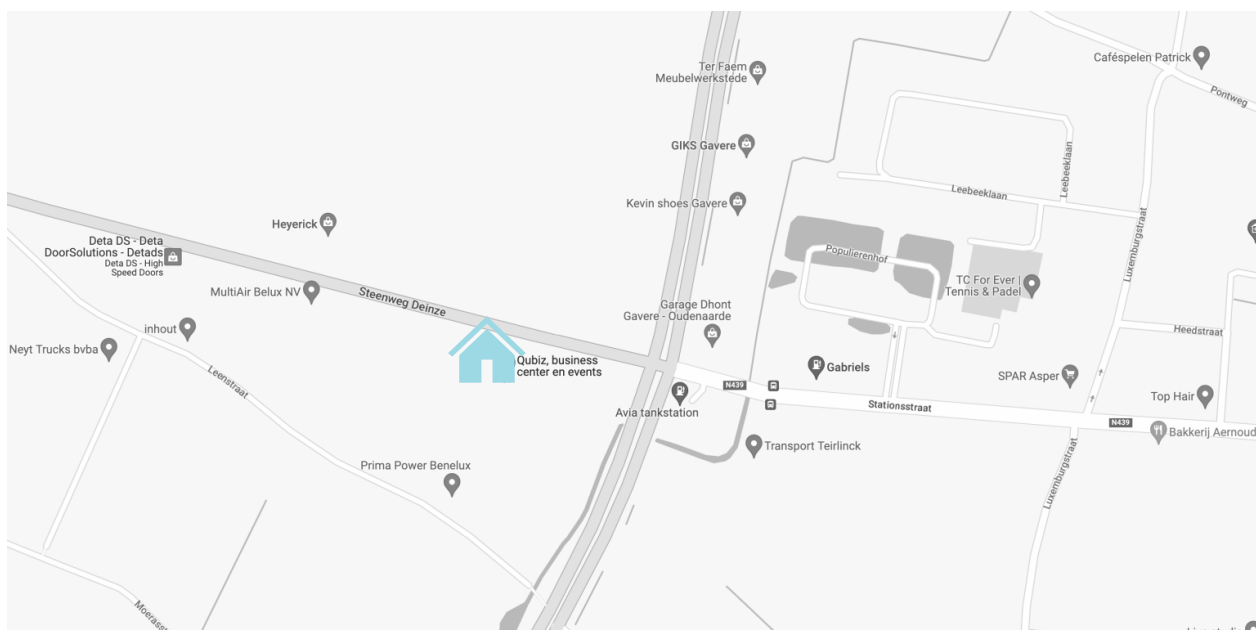 Ter Faem
Meubelwerkstede
Caféspelen Patrick
Pontweg
GIKS Gavere
Leebeeklaan
Leebeeklaan
Kevin shoes Gavere
Heyerick
Luxemburgstraat
Deta DS - Deta
DoorSolutions - Detads
Deta DS - High
Speed Doors
Populierenhof
TC For Ever |
Tennis & Padel
MultiAir Belux NV
Steenweg Deinze
Garage Dhont
Gavere - Oudenaarde
inhout
Heedstraat
Neyt Trucks bvba
Qubiz, business
center en events
Gabriels
SPAR Asper
Leenstraat
N439
Top Hair
Avia tankstation
Stationsstraat
N439
Bakkerij Aernoud
Transport Teirlinck
Prima Power Benelux
Luxemburgstraat
Moerasst